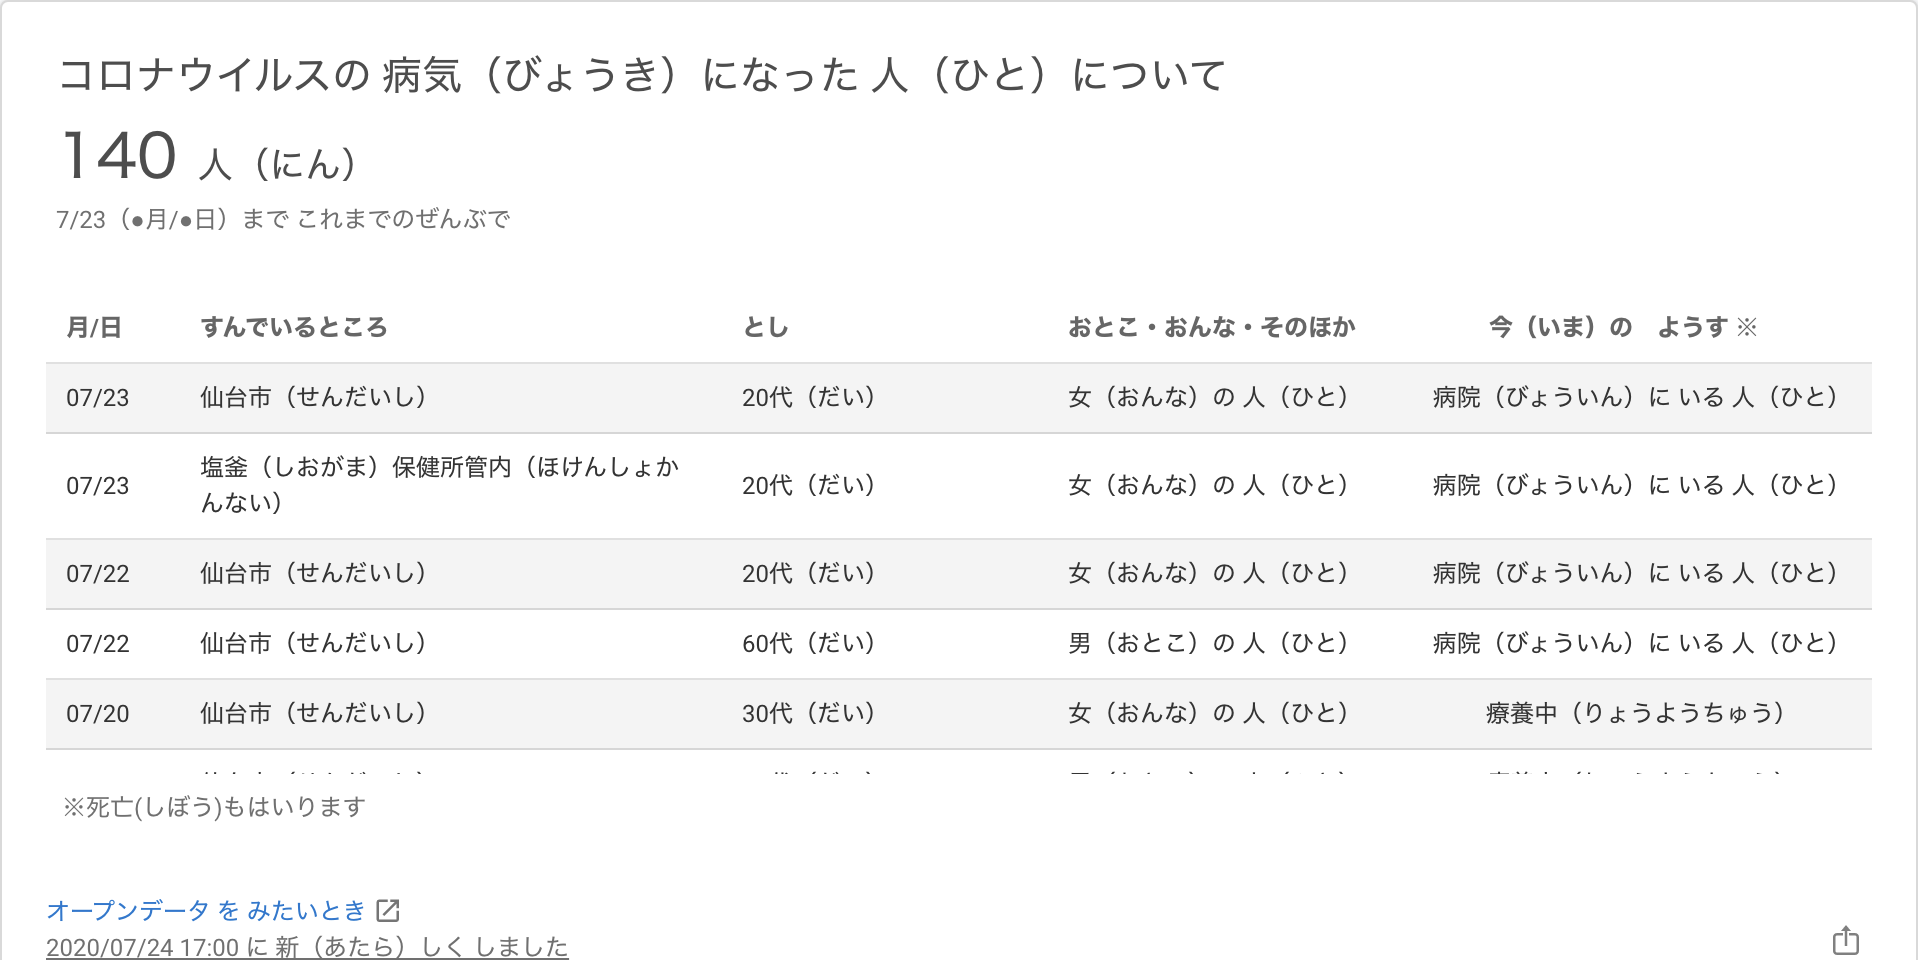 コロナウイルスの 病気（びょうき）になった 人（ひと）について
140 人（にん）
7/23（●月/●日）まで これまでのぜんぶで
月/日 すんでいるところ とし おとこ・おんな・そのほか 今（いま）の　ようす ※
07/23 仙台市（せんだいし） 20代（だい） 女（おんな）の 人（ひと） 病院（びょういん）に いる 人（ひと）
07/23 塩釜（しおがま）保健所管内（ほけんしょか
んない） 20代（だい） 女（おんな）の 人（ひと） 病院（びょういん）に いる 人（ひと）
07/22 仙台市（せんだいし） 20代（だい） 女（おんな）の 人（ひと） 病院（びょういん）に いる 人（ひと）
07/22 仙台市（せんだいし） 60代（だい） 男（おとこ）の 人（ひと） 病院（びょういん）に いる 人（ひと）
07/20 仙台市（せんだいし） 30代（だい） 女（おんな）の 人（ひと） 療養中（りょうようちゅう）
※死亡(しぼう)もはいります
オープンデータ を みたいとき
2020/07/24 17:00 に 新（あたら）しく しました